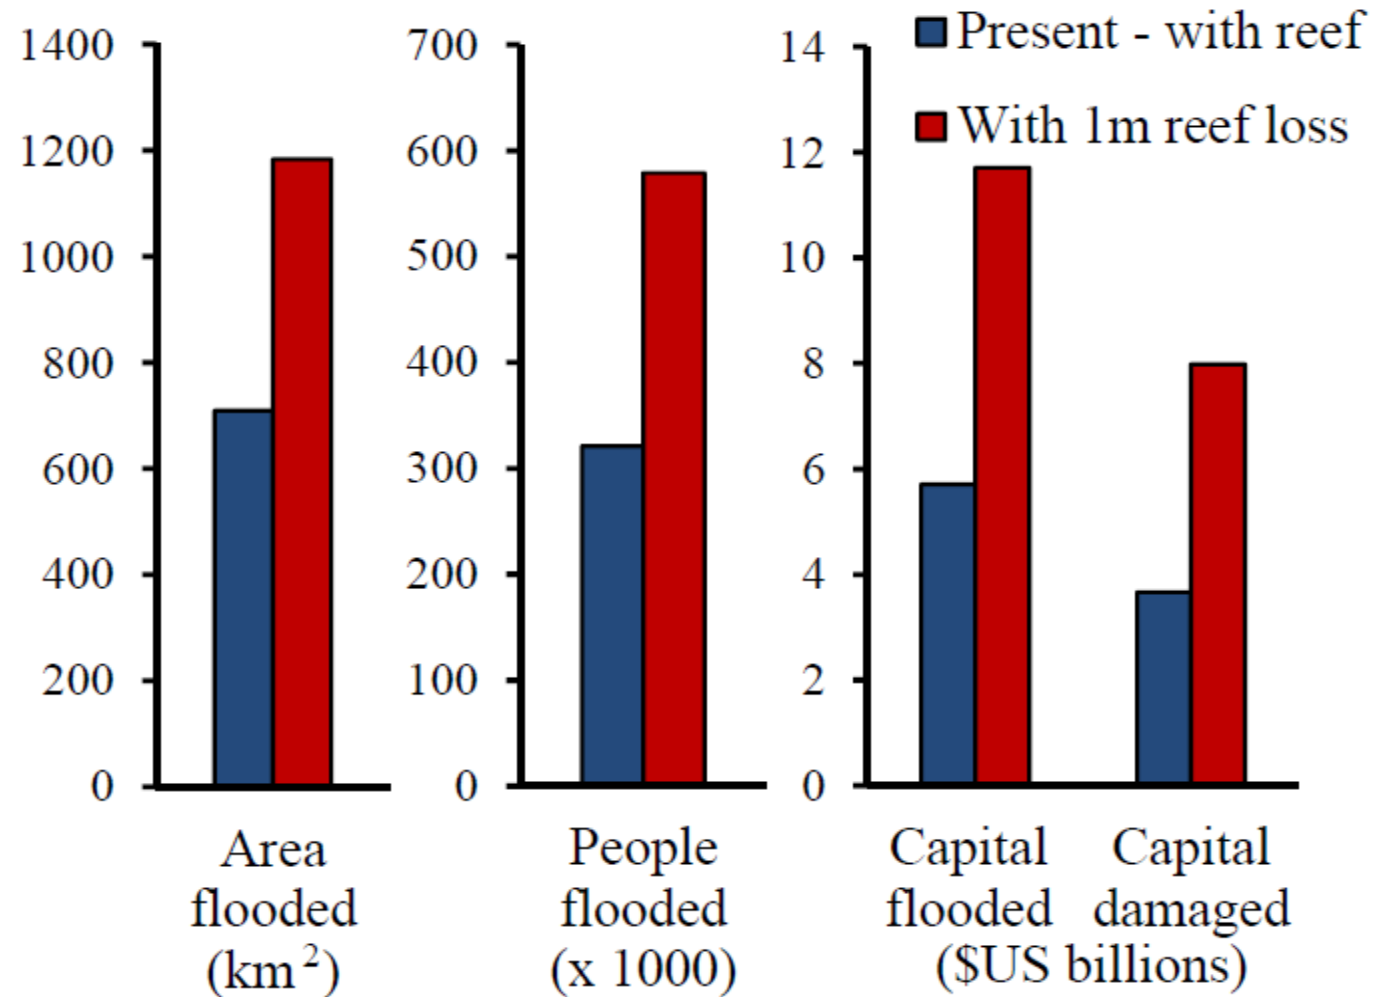 1400
1200
1000
800
600
400
200
0
Area
flooded
(km²)
700
600
500
400
300
200
100
0
People
flooded
(x 1000)
14
12
10
8
6
4
2
0
Present - with reef
With 1m reef loss
Capital
flooded
Capital
damaged
($US billions)